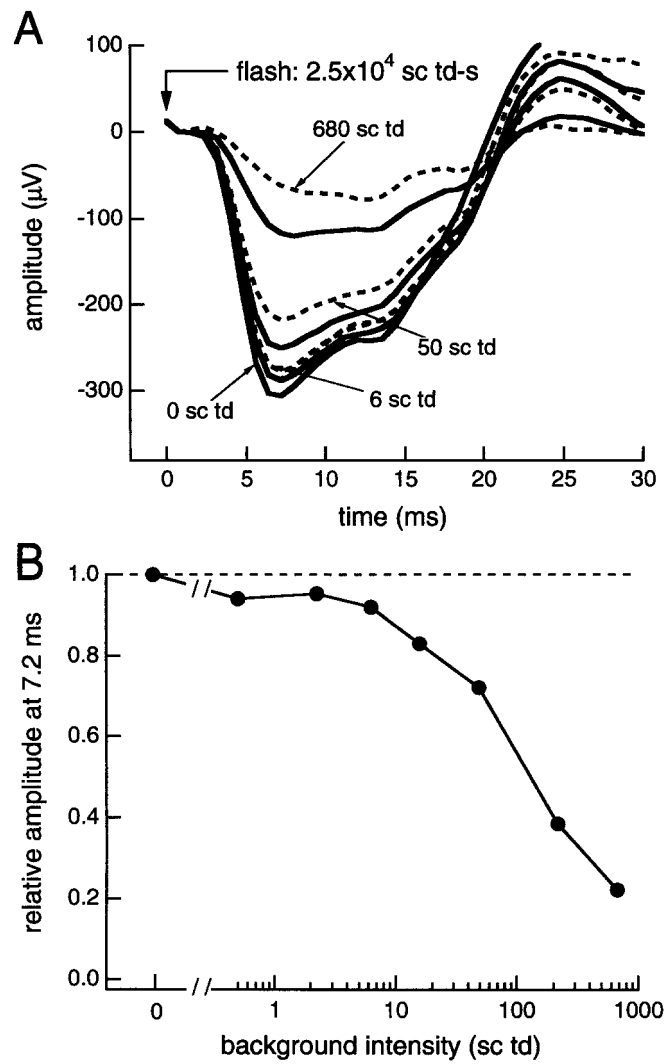 A
flash: 2.5x10⁴ sc td-s
680 sc td
50 sc td
0 sc td
6 sc td
amplitude (µV)
100
0
-100
-200
-300
0 5 10 15 20 25 30
time (ms)
B
relative amplitude at 7.2 ms
1.0
0.8
0.6
0.4
0.2
0.0
0 // 1 10 100 1000
background intensity (sc td)